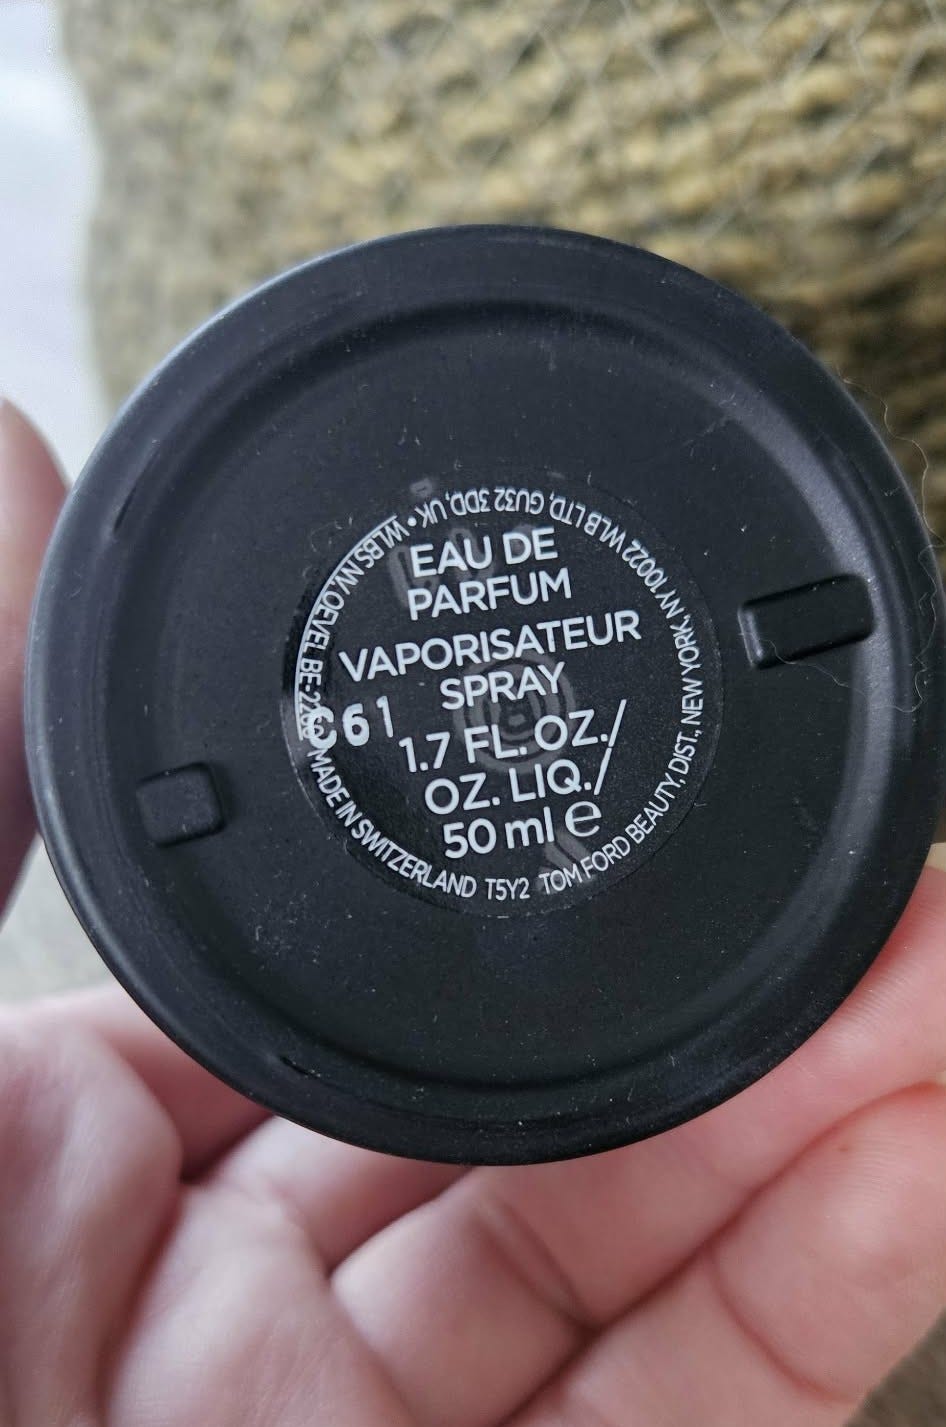 EAU DE
PARFUM
VAPORISATEUR
SPRAY
1.7 FL. OZ./
OZ. LIQ./
50 ml ℮
C61
TOM FORD BEAUTY, DIST., NEW YORK, NY 10022 WLB LTD, GU32 3DD, UK • WLBS NV, OEVEL BE-2260 MADE IN SWITZERLAND T5Y2